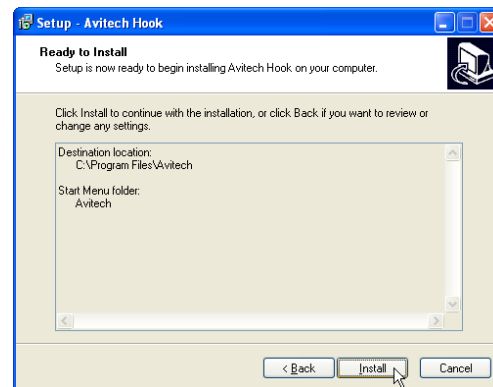 Setup - Avitech Hook
Ready to Install
Setup is now ready to begin installing Avitech Hook on your computer.
Click Install to continue with the installation, or click Back if you want to review or
change any settings.
Destination location:
C:\Program Files\Avitech
Start Menu folder:
Avitech
< Back
Install
Cancel